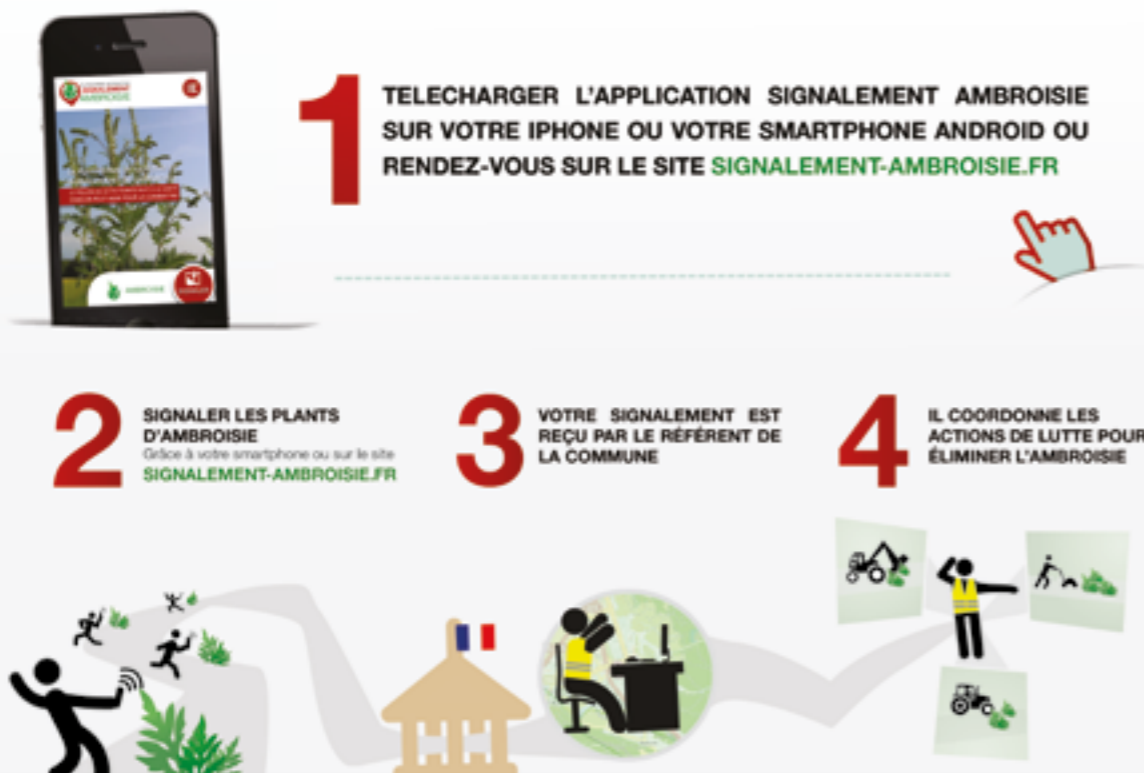 SIGNALEMENT
AMBROISIE
1
TELECHARGER L'APPLICATION SIGNALEMENT AMBROISIE
SUR VOTRE IPHONE OU VOTRE SMARTPHONE ANDROID OU
RENDEZ-VOUS SUR LE SITE SIGNALEMENT-AMBROISIE.FR
AMBROISIE
2
SIGNALER LES PLANTS
D'AMBROISIE
Grâce à votre smartphone ou sur le site
SIGNALEMENT-AMBROISIE.FR
3
VOTRE SIGNALEMENT EST
REÇU PAR LE RÉFÉRENT DE
LA COMMUNE
4
IL COORDONNE LES
ACTIONS DE LUTTE POUR
ÉLIMINER L'AMBROISIE